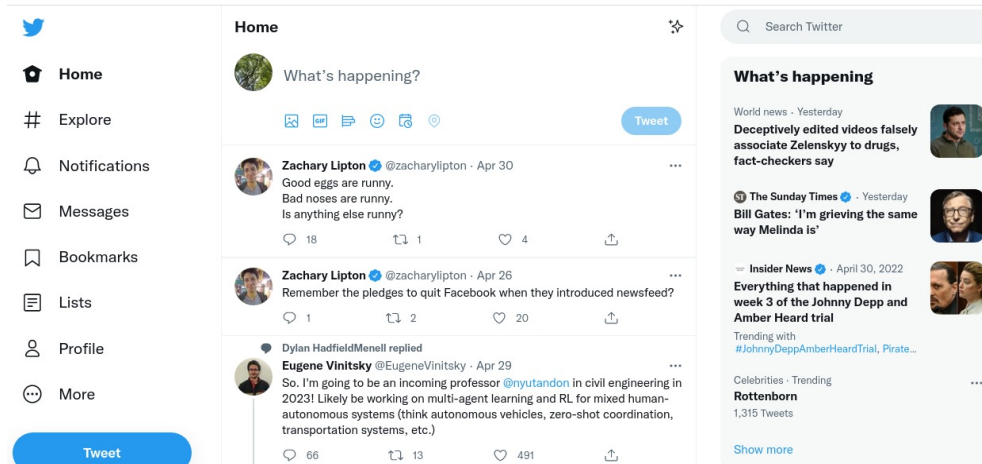 Home
Explore
Notifications
Messages
Bookmarks
Lists
Profile
More
Tweet
Home
What's happening?
GIF
Tweet
Zachary Lipton @zacharylipton · Apr 30
Good eggs are runny.
Bad noses are runny.
Is anything else runny?
18 1 4
Zachary Lipton @zacharylipton · Apr 26
Remember the pledges to quit Facebook when they introduced newsfeed?
1 2 20
Dylan HadfieldMenell replied
Eugene Vinitsky @EugeneVinitsky · Apr 29
So. I'm going to be an incoming professor @nyutandon in civil engineering in
2023! Likely be working on multi-agent learning and RL for mixed human-
autonomous systems (think autonomous vehicles, zero-shot coordination,
transportation systems, etc.)
66 13 491
Search Twitter
What's happening
World news · Yesterday
Deceptively edited videos falsely
associate Zelenskyy to drugs,
fact-checkers say
ST The Sunday Times · Yesterday
Bill Gates: 'I'm grieving the same
way Melinda is'
Insider News · April 30, 2022
Everything that happened in
week 3 of the Johnny Depp and
Amber Heard trial
Trending with
#JohnnyDeppAmberHeardTrial, Pirate...
Celebrities · Trending
Rottenborn
1,315 Tweets
Show more